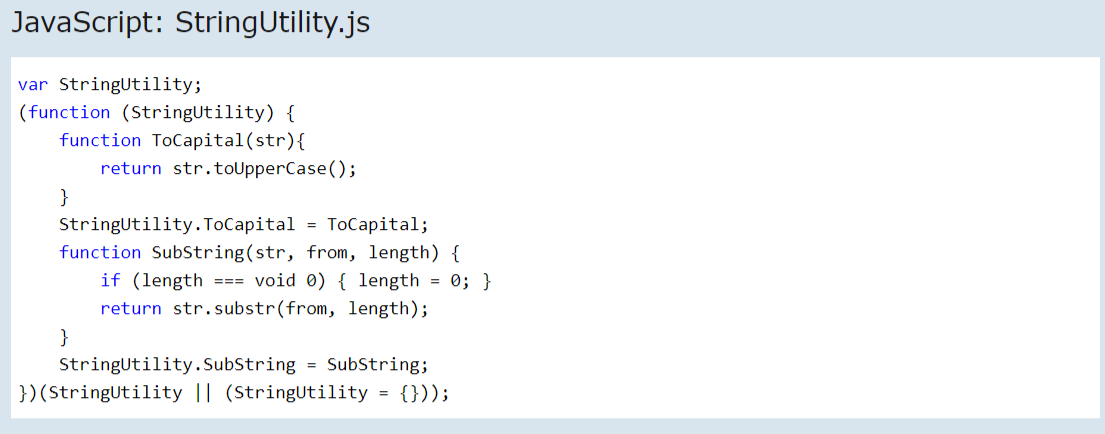 JavaScript: StringUtility.js
var StringUtility;
(function (StringUtility) {
    function ToCapital(str){
        return str.toUpperCase();
    }
    StringUtility.ToCapital = ToCapital;
    function SubString(str, from, length) {
        if (length === void 0) { length = 0; }
        return str.substr(from, length);
    }
    StringUtility.SubString = SubString;
})(StringUtility || (StringUtility = {}));